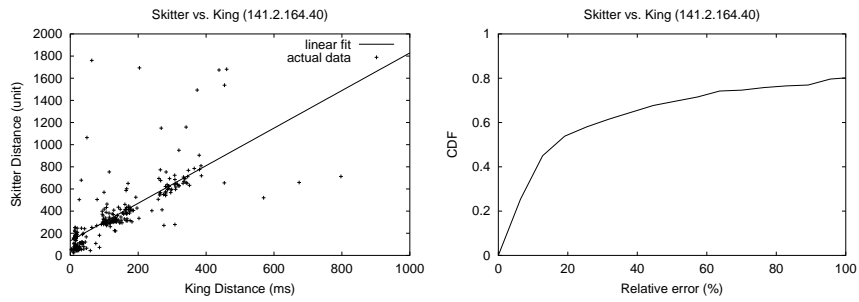 Skitter vs. King (141.2.164.40)
2000
1800
1600
1400
1200
1000
800
600
400
200
0
Skitter Distance (unit)
linear fit
actual data
0 200 400 600 800 1000
King Distance (ms)
Skitter vs. King (141.2.164.40)
1
0.8
0.6
0.4
0.2
0
CDF
0 20 40 60 80 100
Relative error (%)